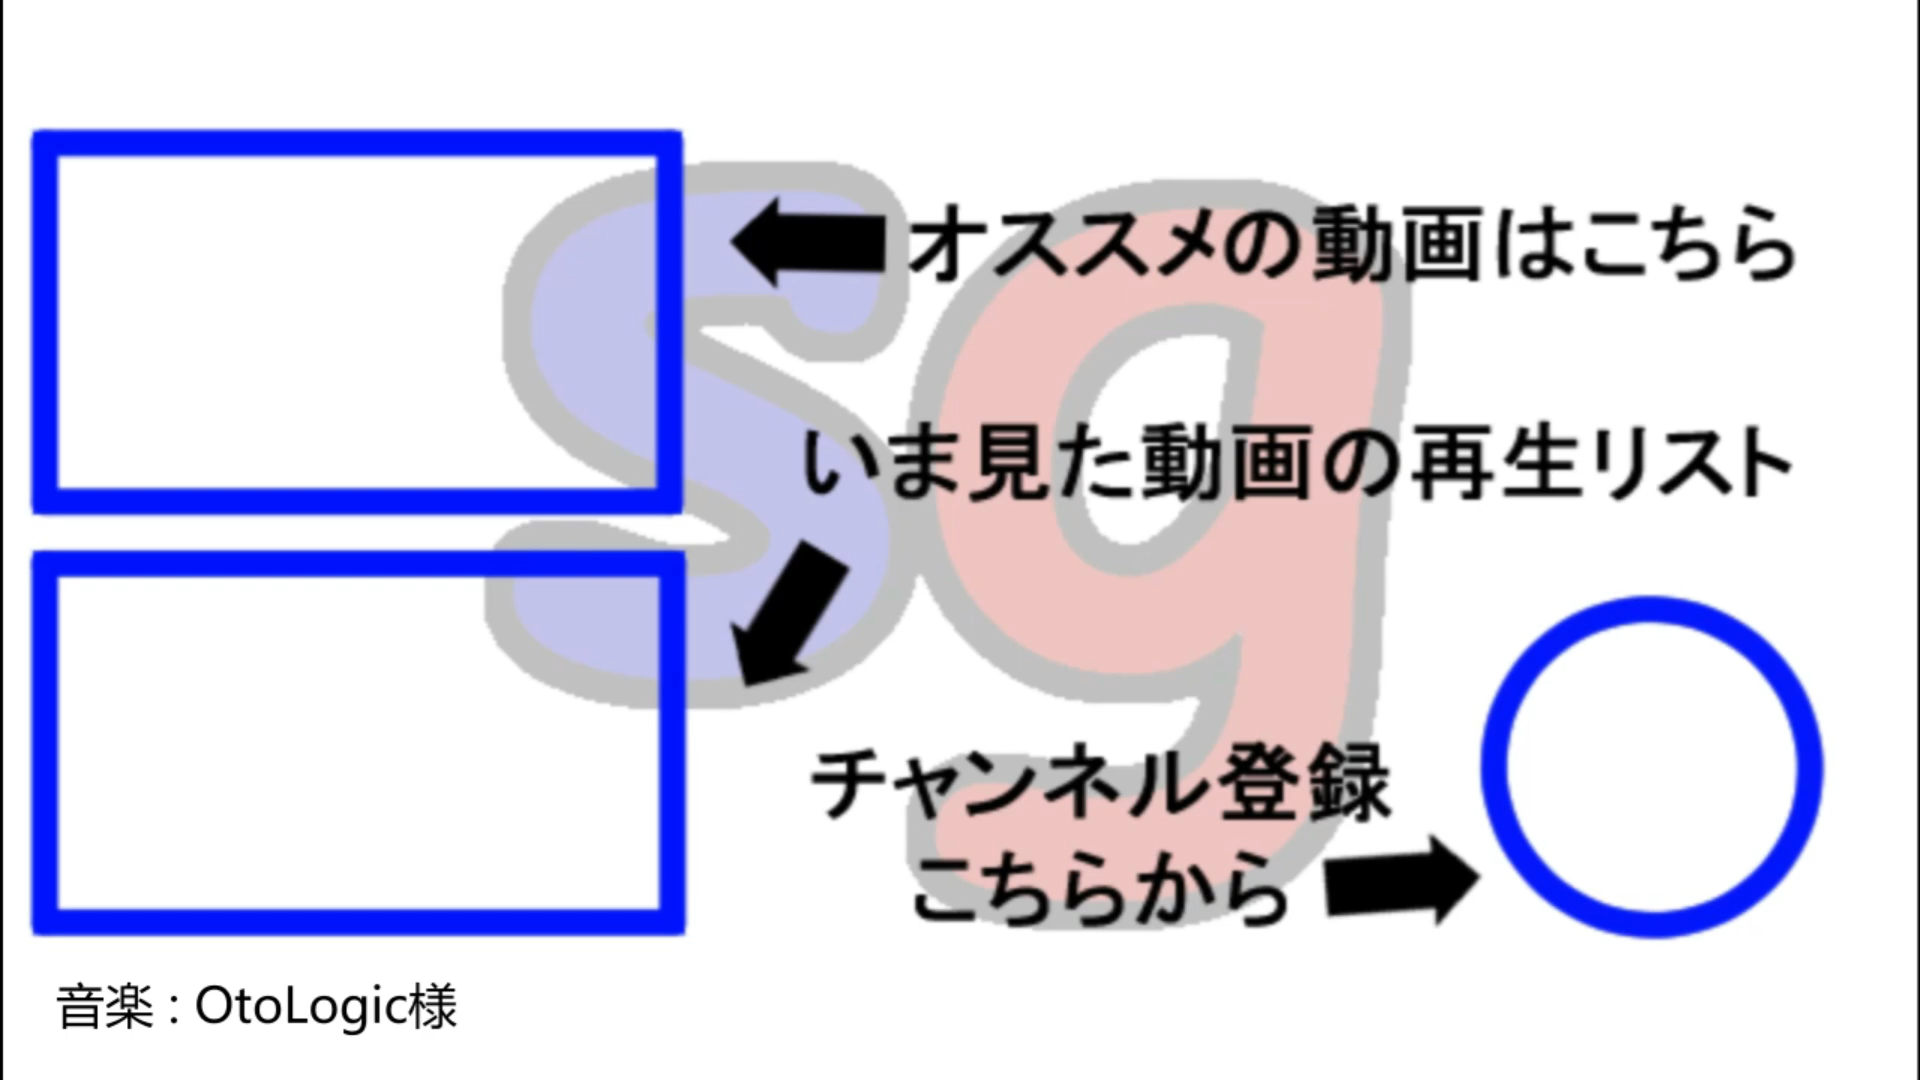 sg
オススメの動画はこちら
いま見た動画の再生リスト
チャンネル登録
こちらから
音楽 : OtoLogic様